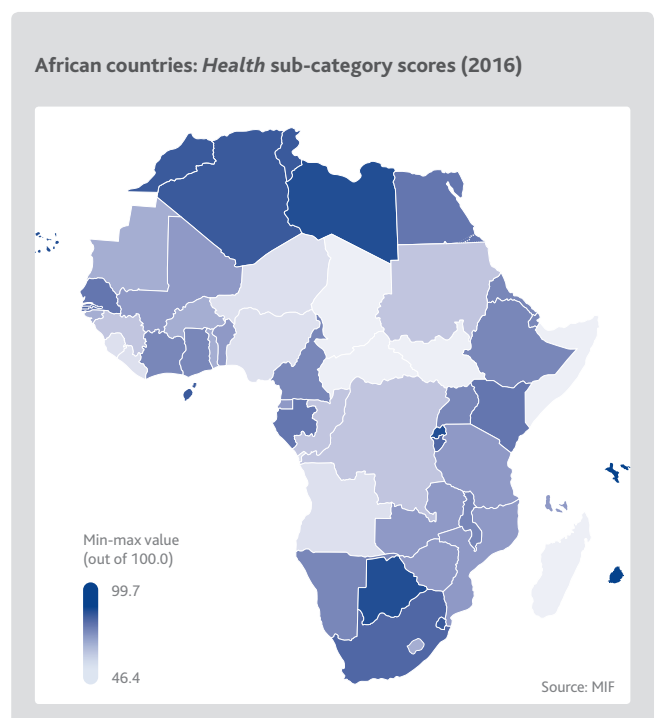 African countries: Health sub-category scores (2016)
Min-max value
(out of 100.0)
99.7
46.4
Source: MIF